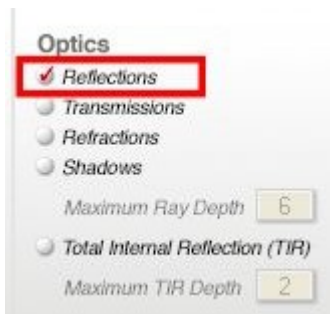 Optics
Reflections
Transmissions
Refractions
Shadows
Maximum Ray Depth 6
Total Internal Reflection (TIR)
Maximum TIR Depth 2